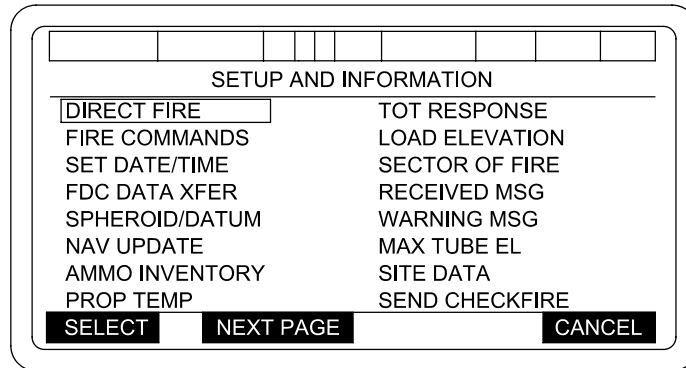 SETUP AND INFORMATION
DIRECT FIRE
FIRE COMMANDS
SET DATE/TIME
FDC DATA XFER
SPHEROID/DATUM
NAV UPDATE
AMMO INVENTORY
PROP TEMP
TOT RESPONSE
LOAD ELEVATION
SECTOR OF FIRE
RECEIVED MSG
WARNING MSG
MAX TUBE EL
SITE DATA
SEND CHECKFIRE
SELECT NEXT PAGE CANCEL